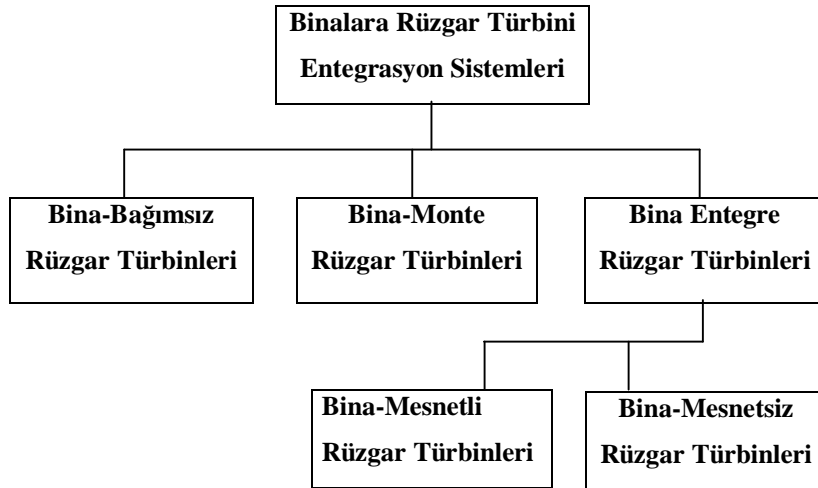 Binalara Rüzgar Türbini
Entegrasyon Sistemleri
Bina-Bağımsız
Rüzgar Türbinleri
Bina-Monte
Rüzgar Türbinleri
Bina Entegre
Rüzgar Türbinleri
Bina-Mesnetli
Rüzgar Türbinleri
Bina-Mesnetsiz
Rüzgar Türbinleri